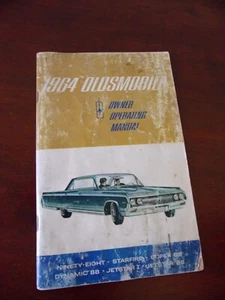 1964 OLDSMOBILE
OWNER
OPERATING
MANUAL
NINETY-EIGHT • STARFIRE • SUPER 88
DYNAMIC 88 • JETSTAR I • JETSTAR 88